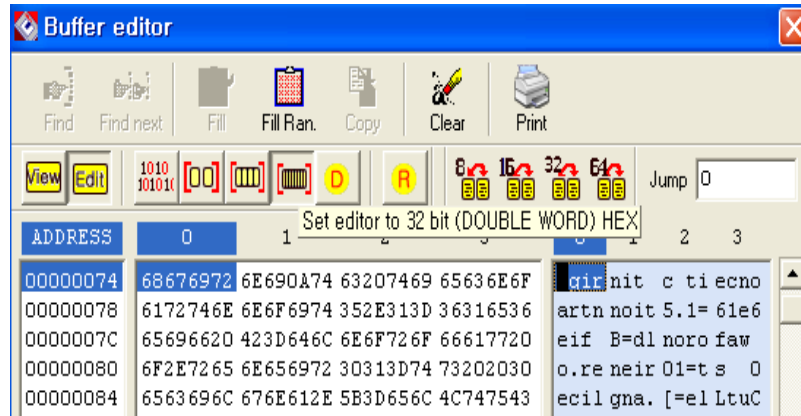 Buffer editor
Find Find next Fill Fill Ran. Copy Clear Print
View Edit 1010 10101( D R 8 16 32 64 Jump 0
Set editor to 32 bit (DOUBLE WORD) HEX
ADDRESS 0 1 2 3
00000074 68676972 6E690A74 63207469 65636E6F gir nit c ti ecno
00000078 6172746E 6E6F6974 352E313D 36316536 artn noit 5.1= 61e6
0000007C 65696620 423D646C 6E6F726F 66617720 eif B=dl noro faw
00000080 6F2E7265 6E656972 30313D74 73202030 o.re neir 01=t s 0
00000084 6563696C 676E612E 5B3D656C 4C747543 ecil gna. [=el LtuC